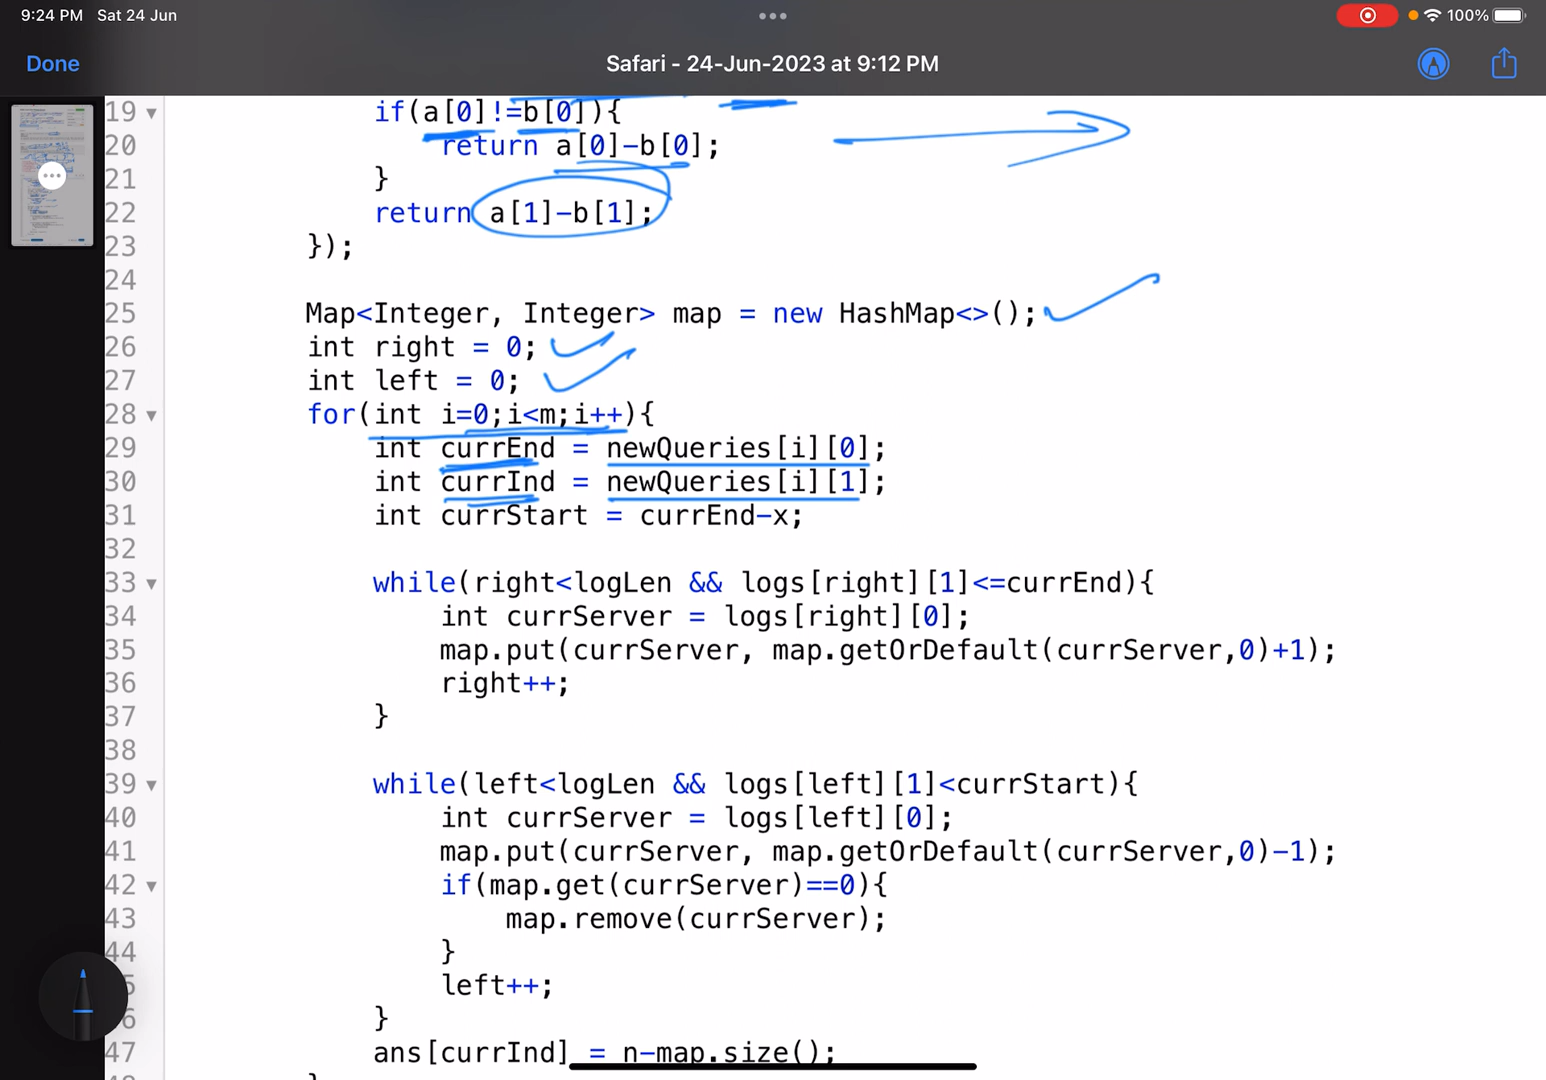 9:24 PM Sat 24 Jun
100%
Done
Safari - 24-Jun-2023 at 9:12 PM
19 if(a[0]!=b[0]){
20 return a[0]-b[0];
21 }
22 return a[1]-b[1];
23 });
24
25 Map<Integer, Integer> map = new HashMap<>();
26 int right = 0;
27 int left = 0;
28 for(int i=0;i<m;i++){
29 int currEnd = newQueries[i][0];
30 int currInd = newQueries[i][1];
31 int currStart = currEnd-x;
32
33 while(right<logLen && logs[right][1]<=currEnd){
34 int currServer = logs[right][0];
35 map.put(currServer, map.getOrDefault(currServer,0)+1);
36 right++;
37 }
38
39 while(left<logLen && logs[left][1]<currStart){
40 int currServer = logs[left][0];
41 map.put(currServer, map.getOrDefault(currServer,0)-1);
42 if(map.get(currServer)==0){
43 map.remove(currServer);
44 }
5 left++;
6 }
47 ans[currInd] = n-map.size();